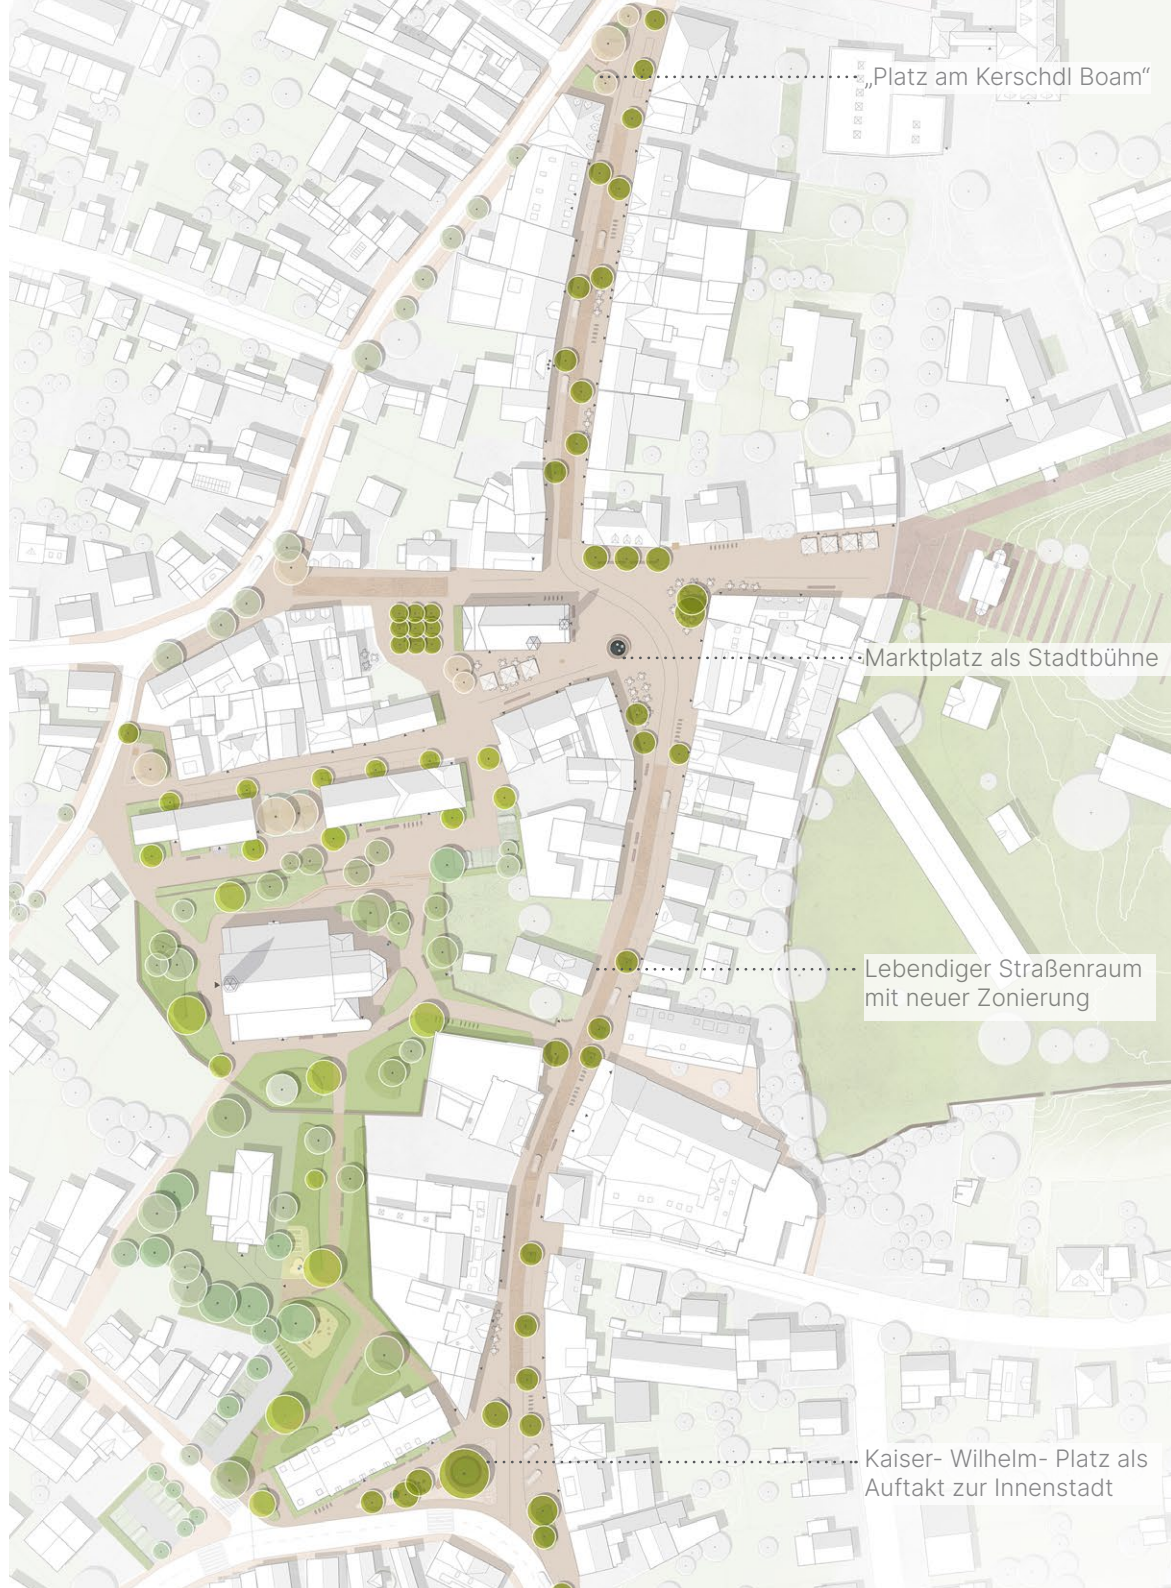 „Platz am Kerschdl Boam“
Marktplatz als Stadtbühne
Lebendiger Straßenraum
mit neuer Zonierung
Kaiser- Wilhelm- Platz als
Auftakt zur Innenstadt